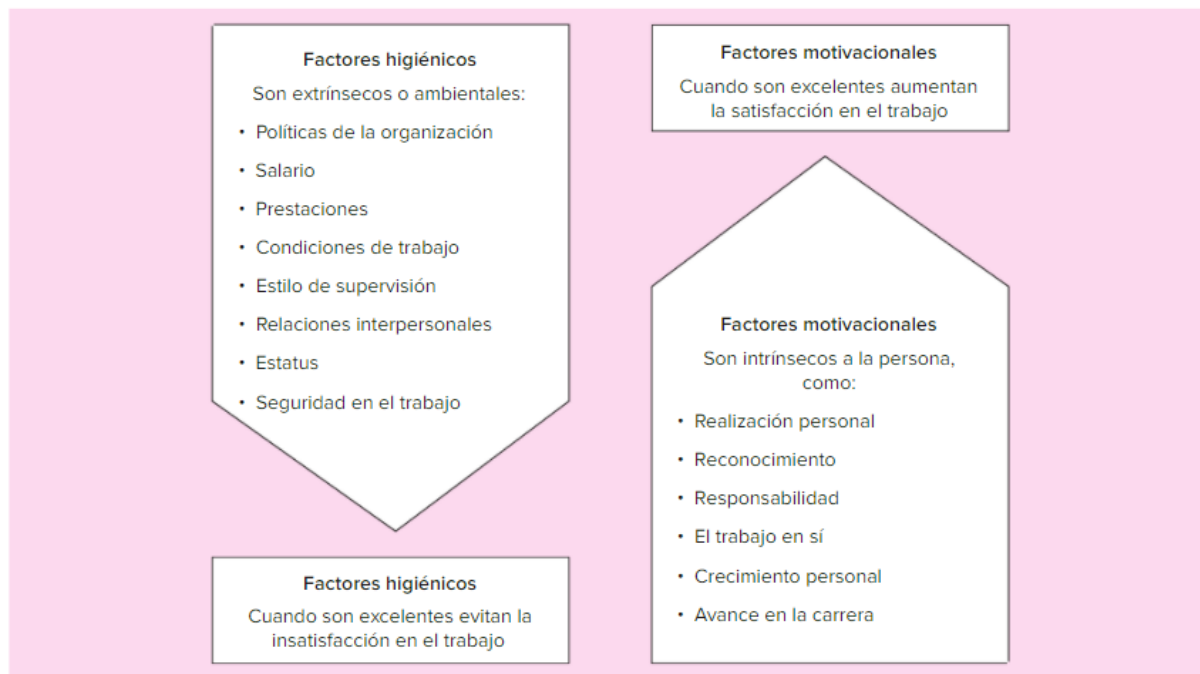 Factores higiénicos
Son extrínsecos o ambientales:
• Políticas de la organización
• Salario
• Prestaciones
• Condiciones de trabajo
• Estilo de supervisión
• Relaciones interpersonales
• Estatus
• Seguridad en el trabajo
Factores higiénicos
Cuando son excelentes evitan la
insatisfacción en el trabajo
Factores motivacionales
Cuando son excelentes aumentan
la satisfacción en el trabajo
Factores motivacionales
Son intrínsecos a la persona,
como:
• Realización personal
• Reconocimiento
• Responsabilidad
• El trabajo en sí
• Crecimiento personal
• Avance en la carrera